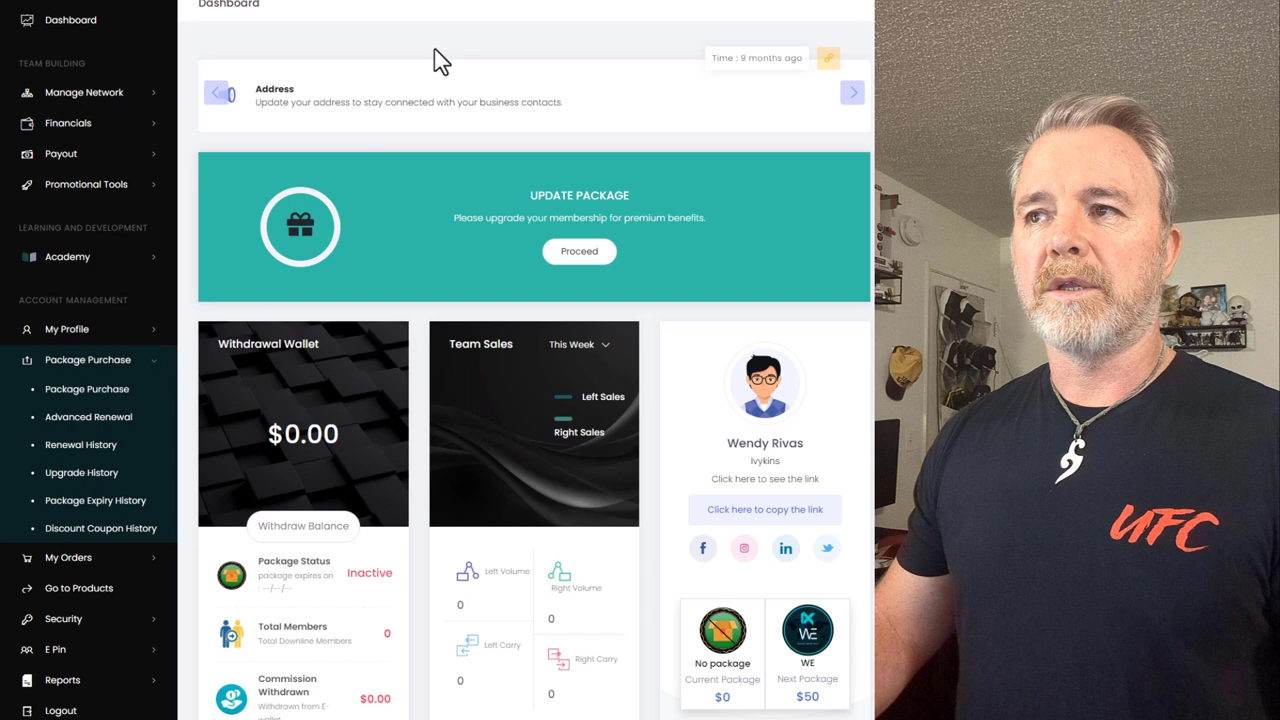 Dashboard
TEAM BUILDING
Manage Network
Financials
Payout
Promotional Tools
LEARNING AND DEVELOPMENT
Academy
ACCOUNT MANAGEMENT
My Profile
Package Purchase
Package Purchase
Advanced Renewal
Renewal History
Upgrade History
Package Expiry History
Discount Coupon History
My Orders
Go to Products
Security
E Pin
Reports
Logout
Dashboard
Time : 9 months ago
Address
Update your address to stay connected with your business contacts.
UPDATE PACKAGE
Please upgrade your membership for premium benefits.
Proceed
Withdrawal Wallet
$0.00
Withdraw Balance
Package Status
package expires on
: --/--/--
Inactive
Total Members
Total Downline Members
0
Commission
Withdrawn
Withdrawn from E-
wallet
$0.00
Team Sales
This Week
Left Sales
Right Sales
Left Volume
0
Right Volume
0
Left Carry
0
Right Carry
0
Wendy Rivas
Ivykins
Click here to see the link
Click here to copy the link
No package
Current Package
$0
WE
WE
Next Package
$50
UFC